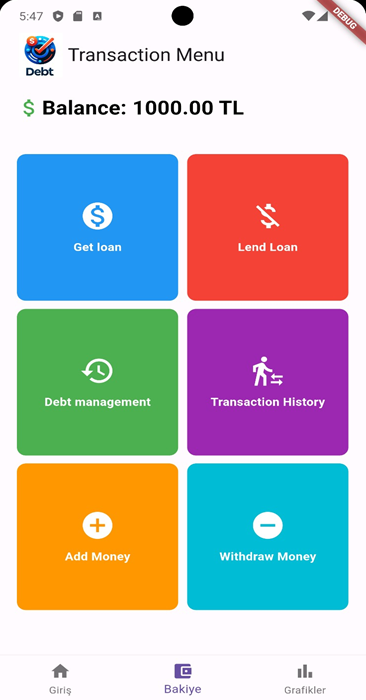 5:47
A
DEBUG
Debt
Transaction Menu
$ Balance: 1000.00 TL
Get loan
Lend Loan
Debt management
Transaction History
Add Money
Withdraw Money
Giriş
Bakiye
Grafikler